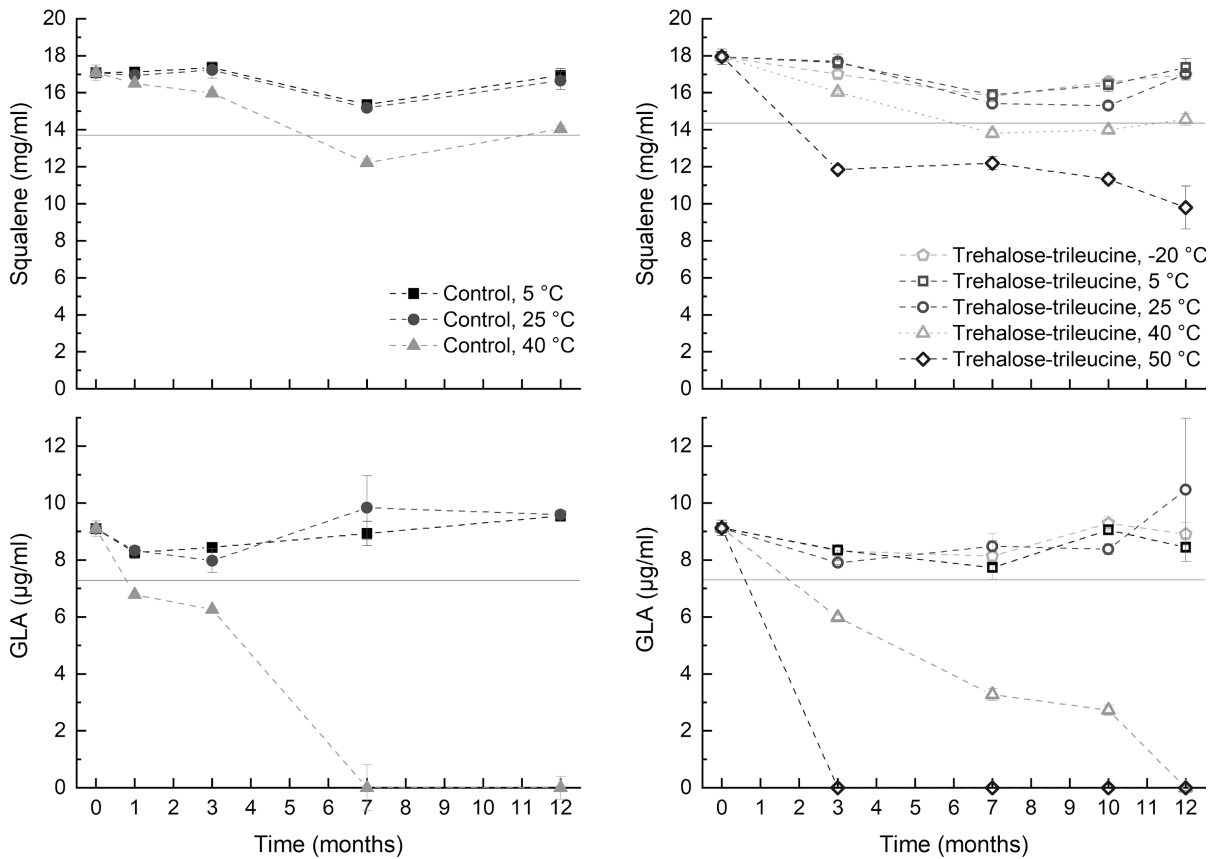 20
18
16
14
12
10
8
6
4
2
0
Squalene (mg/ml)
Control, 5 °C
Control, 25 °C
Control, 40 °C
20
18
16
14
12
10
8
6
4
2
0
Squalene (mg/ml)
Trehalose-trileucine, -20 °C
Trehalose-trileucine, 5 °C
Trehalose-trileucine, 25 °C
Trehalose-trileucine, 40 °C
Trehalose-trileucine, 50 °C
12
10
8
6
4
2
0
GLA (µg/ml)
0 1 2 3 4 5 6 7 8 9 10 11 12
Time (months)
12
10
8
6
4
2
0
GLA (µg/ml)
0 1 2 3 4 5 6 7 8 9 10 11 12
Time (months)